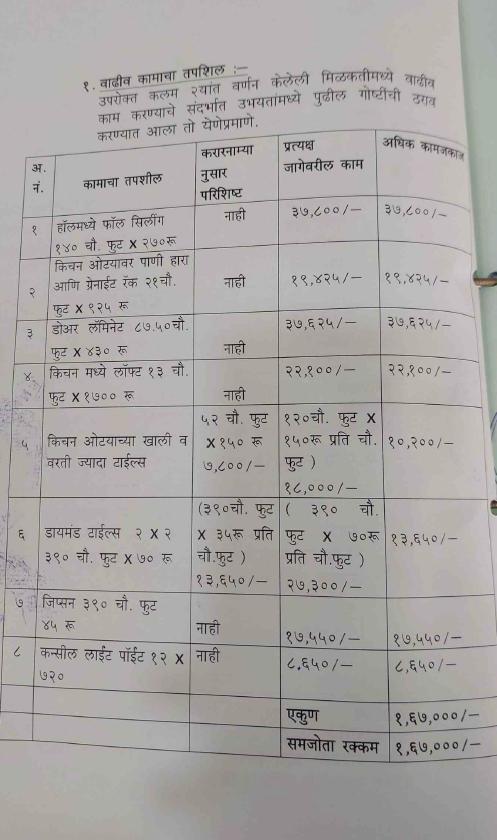 १. वाढीव कामाचा तपशिल :–
उपरोक्त कलम २यांत वर्णन केलेली मिळकतीमध्ये वाढीव
काम करण्याचे संदर्भात उभयतांमध्ये पुढील गोष्टींची ठराव
करण्यात आला तो येणेप्रमाणे.
अ. नं. कामाचा तपशील करारनाम्या नुसार परिशिष्ट प्रत्यक्ष जागेवरील काम अधिक कामजकाज
१ हॉलमध्ये फॉल सिलींग १४० चौ. फुट X २७०रू नाही ३७,८००/– ३७,८००/–
२ किचन ओटयावर पाणी हारा आणि ग्रेनाईट रॅक २१चौ. फुट X ९२५ रू नाही १९,४२५/– १९,४२५/–
३ डोअर लॅमिनेट ८७.५०चौ. फुट X ४३० रू नाही ३७,६२५/– ३७,६२५/–
४ किचन मध्ये लॉफ्ट १३ चौ. फुट X १७०० रू नाही २२,१००/– २२,१००/–
५ किचन ओटयाच्या खाली व वरती ज्यादा टाईल्स ५२ चौ. फुट X १५० रू ७,८००/– १२०चौ. फुट X १५०रू प्रति चौ. फुट ) १८,०००/– १०,२००/–
६ डायमंड टाईल्स २ X २ ३९० चौ. फुट X ७० रू (३९०चौ. फुट X ३५रू प्रति चौ.फुट ) १३,६५०/– ( ३९० चौ. फुट X ७०रू प्रति चौ.फुट ) २७,३००/– १३,६५०/–
७ जिप्सन ३९० चौ. फुट ४५ रू नाही १७,५५०/– १७,५५०/–
८ कन्सील लाईंट पॉईट १२ X ७२० नाही ८,६५०/– ८,६५०/–
एकुण १,६७,०००/–
समजोता रक्कम १,६७,०००/–